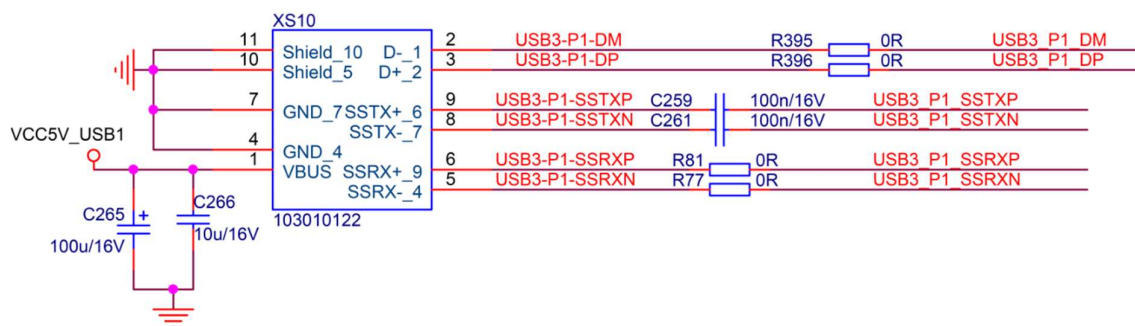 XS10
11 Shield_10 D-_1 2 USB3-P1-DM R395 0R USB3_P1_DM
10 Shield_5 D+_2 3 USB3-P1-DP R396 0R USB3_P1_DP
7 GND_7 SSTX+_6 9 USB3-P1-SSTXP C259 100n/16V USB3_P1_SSTXP
SSTX-_7 8 USB3-P1-SSTXN C261 100n/16V USB3_P1_SSTXN
VCC5V_USB1
4 GND_4
1 VBUS SSRX+_9 6 USB3-P1-SSRXP R81 0R USB3_P1_SSRXP
SSRX-_4 5 USB3-P1-SSRXN R77 0R USB3_P1_SSRXN
103010122
C265 +
100u/16V
C266
10u/16V